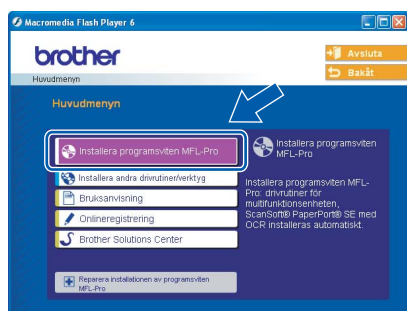 Macromedia Flash Player 6
brother
Avsluta
Huvudmenyn
Bakåt
Huvudmenyn
Installera programsviten MFL-Pro
Installera andra drivrutiner/verktyg
Bruksanvisning
Onlineregistrering
Brother Solutions Center
Reparera installationen av programsviten
MFL-Pro
Installera programsviten
MFL-Pro
Installera programsviten MFL-
Pro: drivrutiner för
multifunktionsenheten,
ScanSoft® PaperPort® SE med
OCR installeras automatiskt.